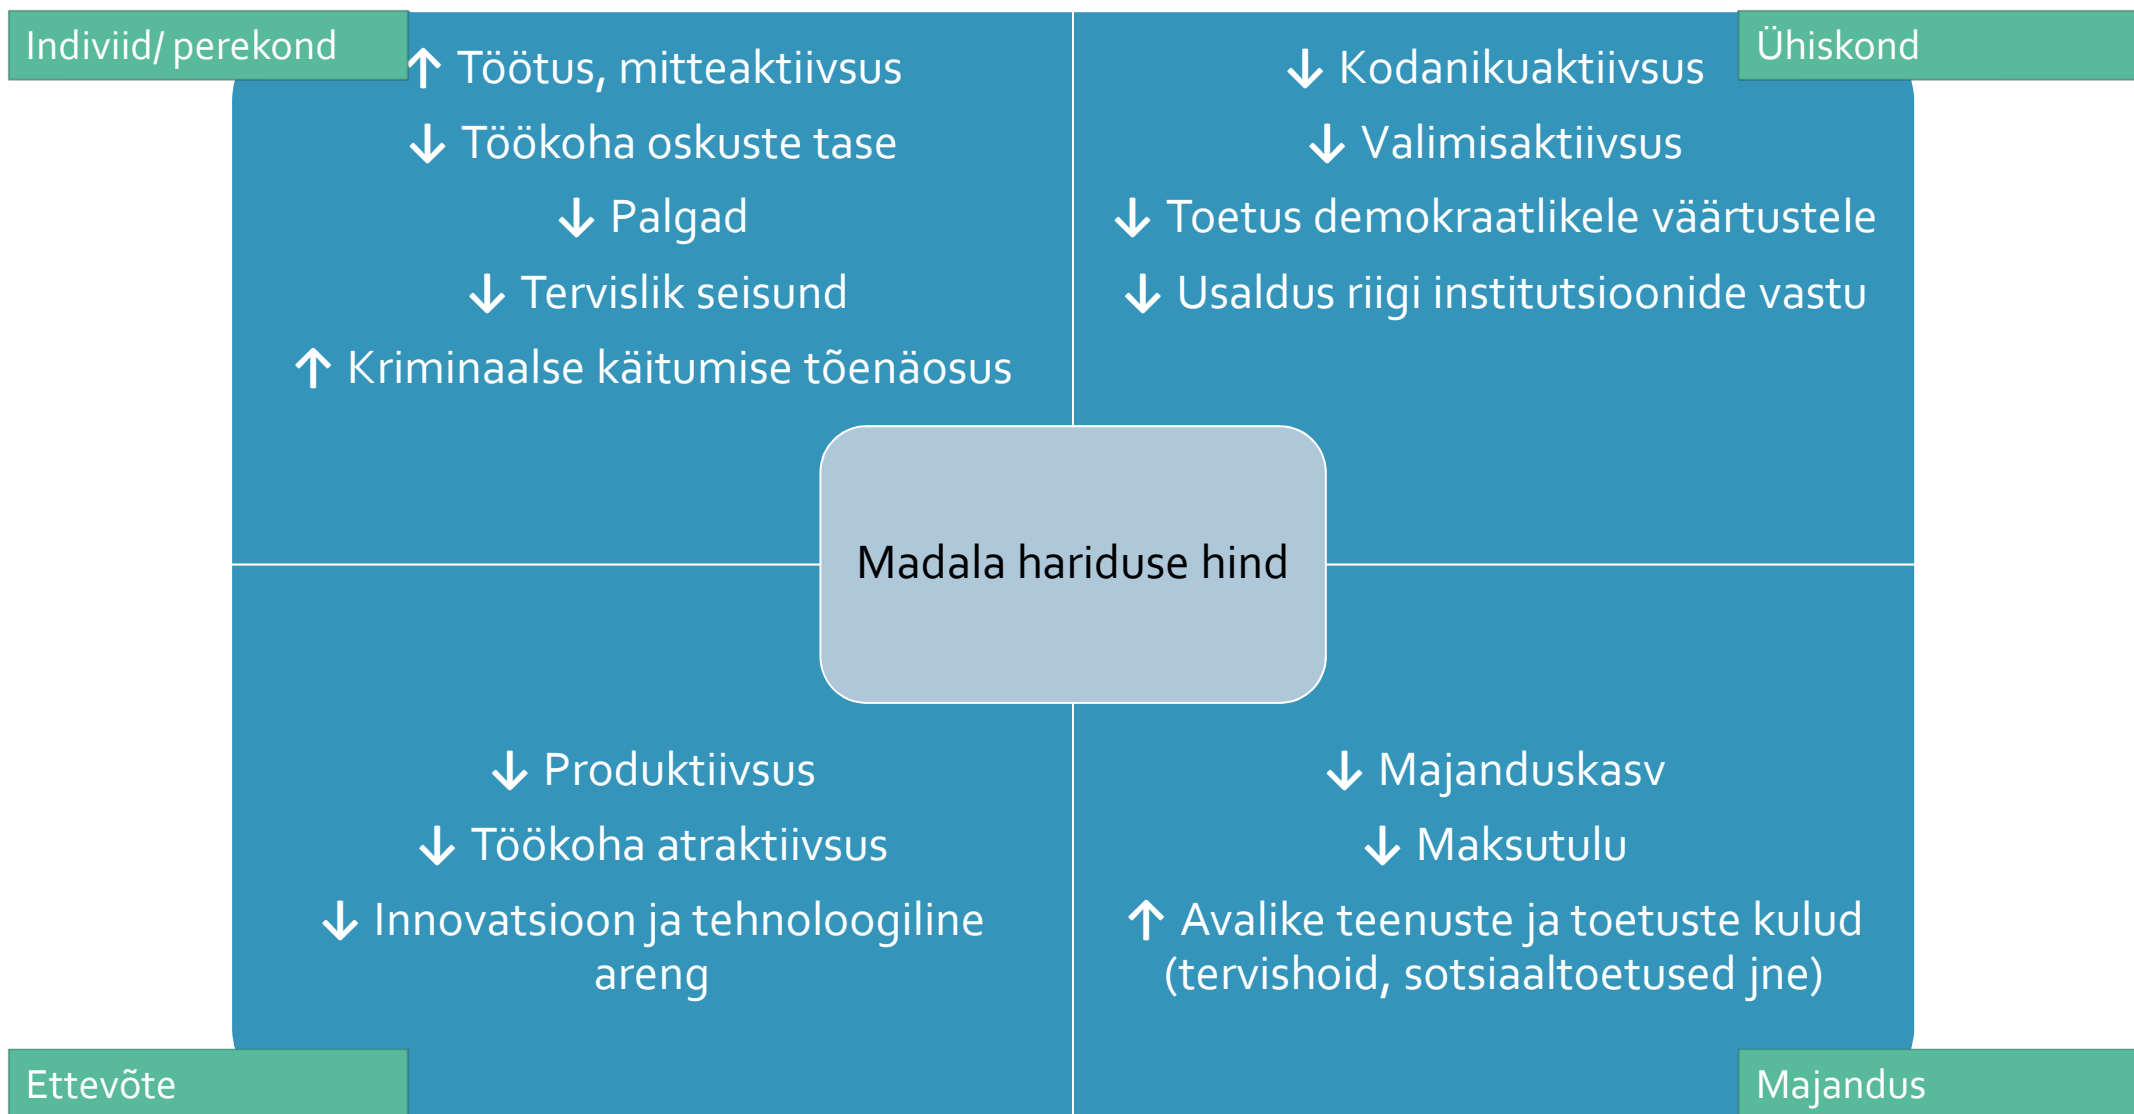 Indiviid/ perekond
↑ Töötus, mitteaktiivsus
↓ Töökoha oskuste tase
↓ Palgad
↓ Tervislik seisund
↑ Kriminaalse käitumise tõenäosus
Ühiskond
↓ Kodanikuaktiivsus
↓ Valimisaktiivsus
↓ Toetus demokraatlikele väärtustele
↓ Usaldus riigi institutsioonide vastu
Madala hariduse hind
↓ Produktiivsus
↓ Töökoha atraktiivsus
↓ Innovatsioon ja tehnoloogiline
areng
Ettevõte
↓ Majanduskasv
↓ Maksutulu
↑ Avalike teenuste ja toetuste kulud
(tervishoid, sotsiaaltoetused jne)
Majandus